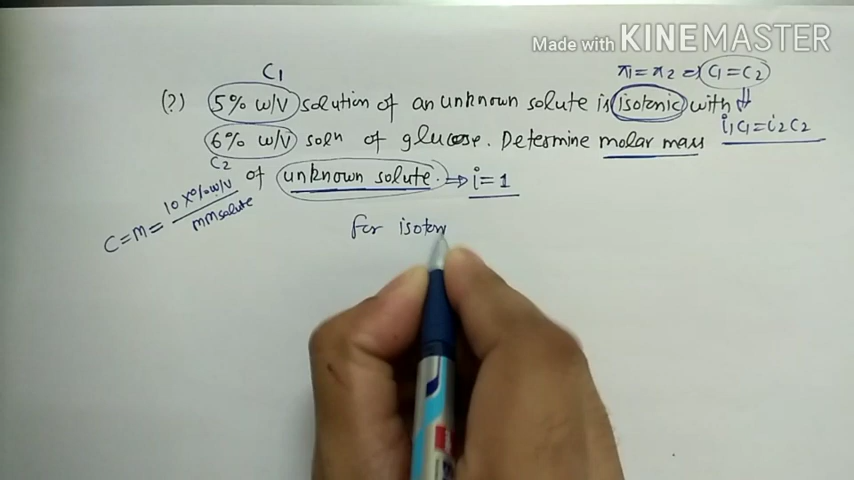 Made with KINEMASTER
C1 π1 = π2 ⇒ C1 = C2
(?) 5% w/v solution of an unknown solute is isotonic with ⇓
6% w/v soln of glucose. Determine molar mass i1C1 = i2C2
C2 of unknown solute. ⇒ i = 1
C = M = 10 x % w/v / MM solute
For isoton